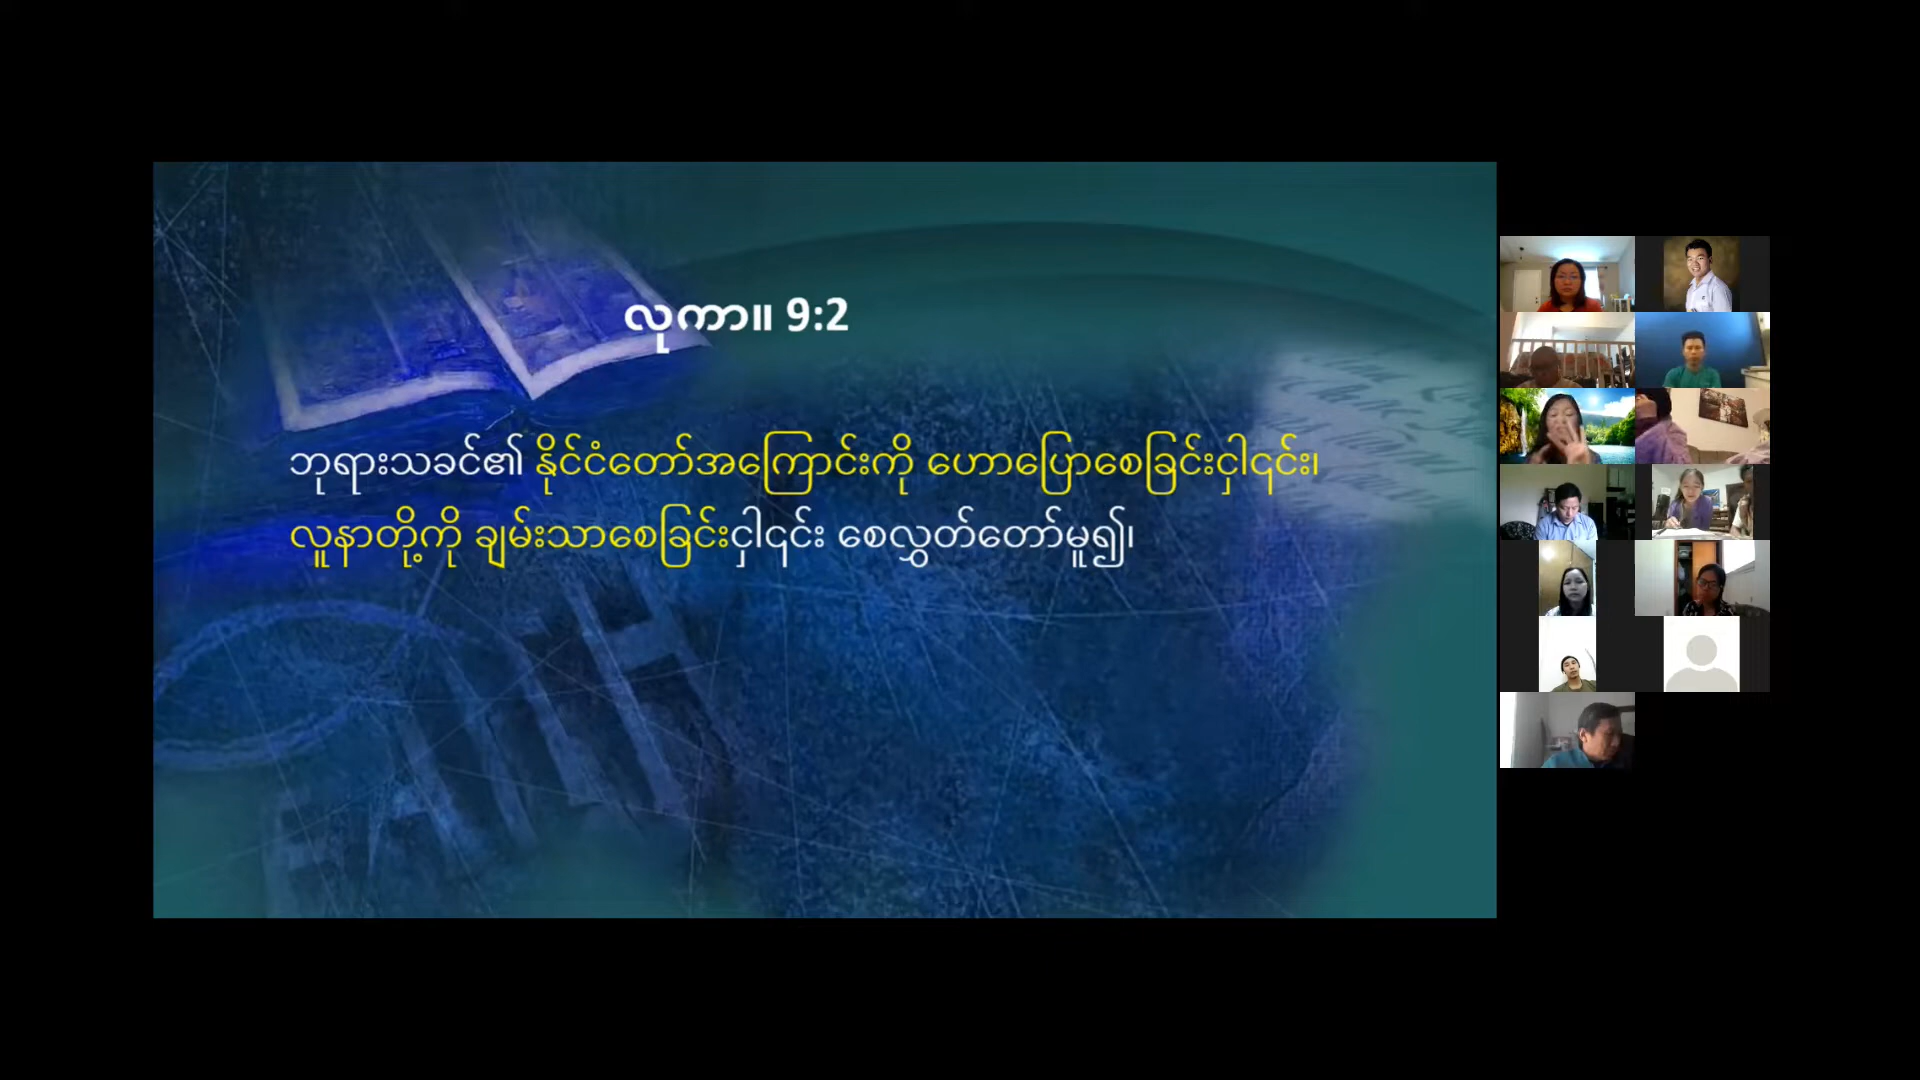 လုကာ။ 9:2
ဘုရားသခင်၏ နိုင်ငံတော်အကြောင်းကို ဟောပြောစေခြင်းငှါ၎င်း၊
လူနာတို့ကို ချမ်းသာစေခြင်းငှါ၎င်း စေလွှတ်တော်မူ၍၊
FAITH